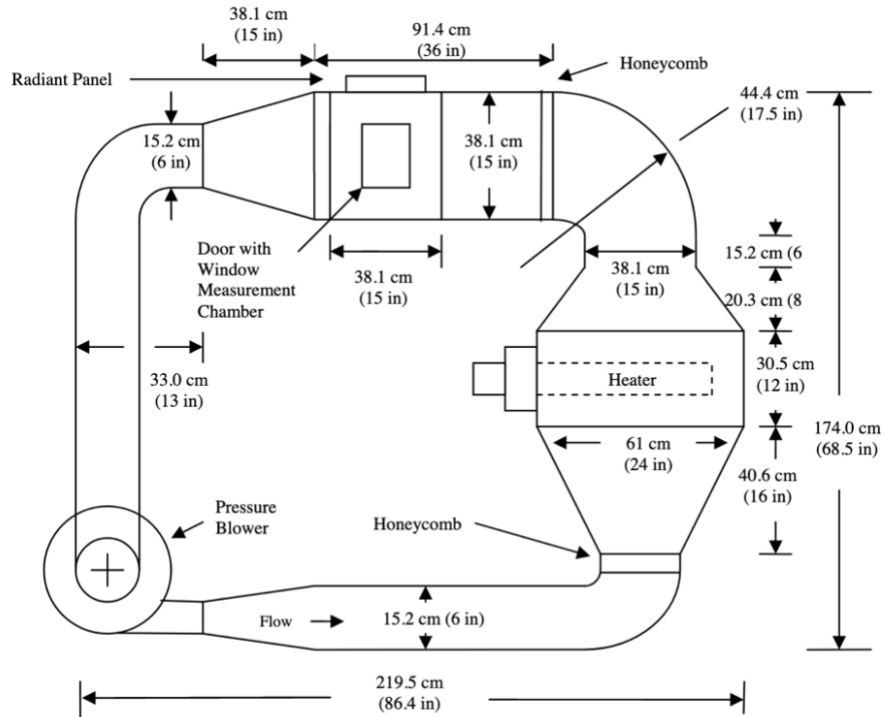 38.1 cm
(15 in)
91.4 cm
(36 in)
Honeycomb
Radiant Panel
44.4 cm
(17.5 in)
15.2 cm
(6 in)
38.1 cm
(15 in)
Door with
Window
Measurement
Chamber
38.1 cm
(15 in)
38.1 cm
(15 in)
15.2 cm (6
20.3 cm (8
33.0 cm
(13 in)
Heater
30.5 cm
(12 in)
174.0 cm
(68.5 in)
61 cm
(24 in)
40.6 cm
(16 in)
Pressure
Blower
Honeycomb
Flow
15.2 cm (6 in)
219.5 cm
(86.4 in)